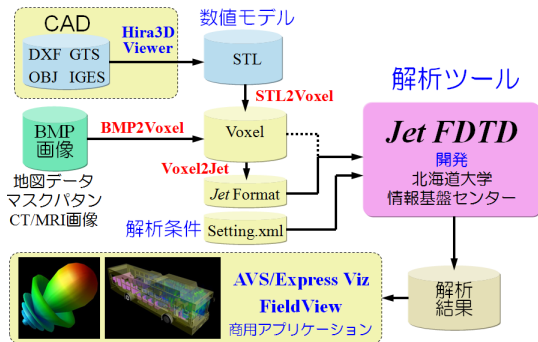 CAD
DXF GTS
OBJ IGES
Hira3D
Viewer
数値モデル
STL
STL2Voxel
BMP
画像
BMP2Voxel
Voxel
Voxel2Jet
Jet Format
地図データ
マスクパタン
CT/MRI画像
解析条件
Setting.xml
解析ツール
Jet FDTD
開発
北海道大学
情報基盤センター
解析
結果
AVS/Express Viz
FieldView
商用アプリケーション